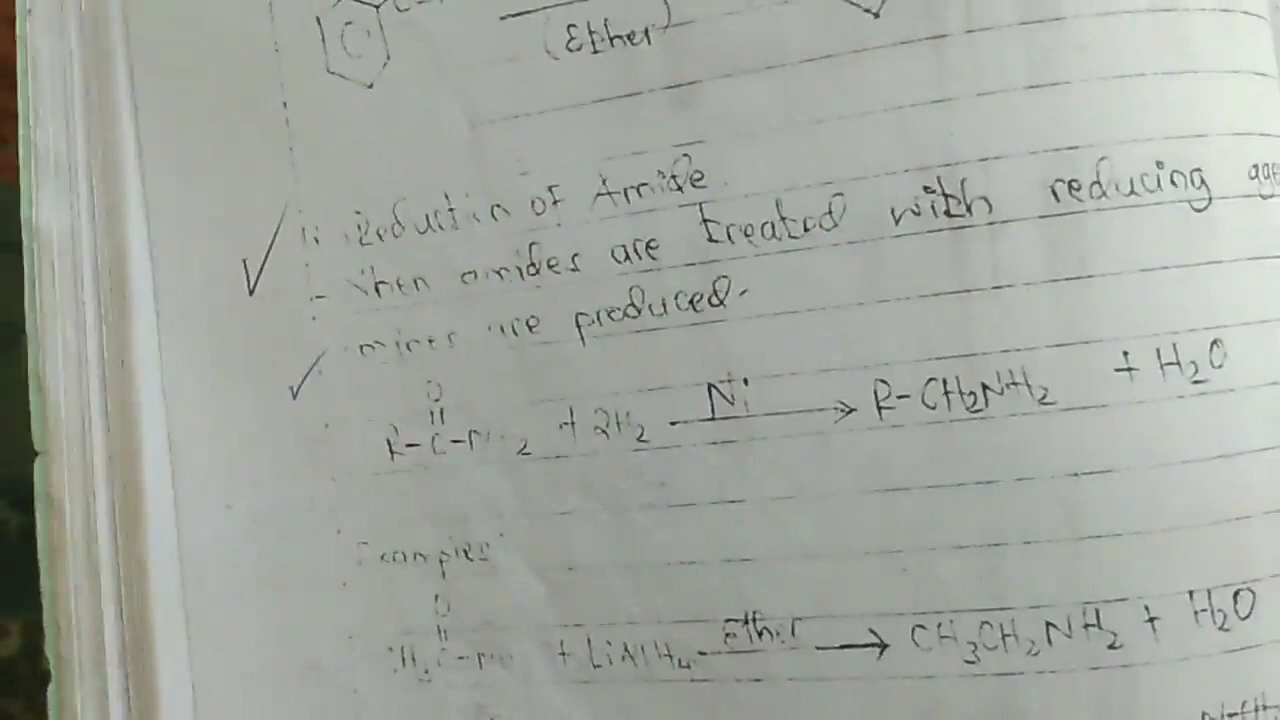 (Ether)
Reduction of Amide
- When amides are treated with reducing
are produced.
O
||
R-C- 2 + 2H2 Ni → R-CH2NH2 + H2O
Examples
O
||
+ LiAlH4 Ether → CH3CH2NH2 + H2O